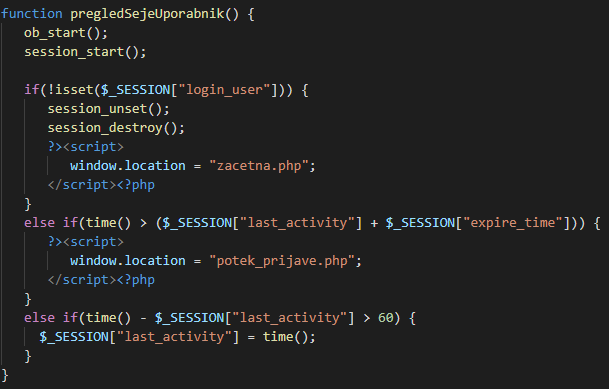 function pregledSejeUporabnik() {
ob_start();
session_start();
if(!isset($_SESSION["login_user"])) {
session_unset();
session_destroy();
?><script>
window.location = "zacetna.php";
</script><?php
}
else if(time() > ($_SESSION["last_activity"] + $_SESSION["expire_time"])) {
?><script>
window.location = "potek_prijave.php";
</script><?php
}
else if(time() - $_SESSION["last_activity"] > 60) {
$_SESSION["last_activity"] = time();
}
}